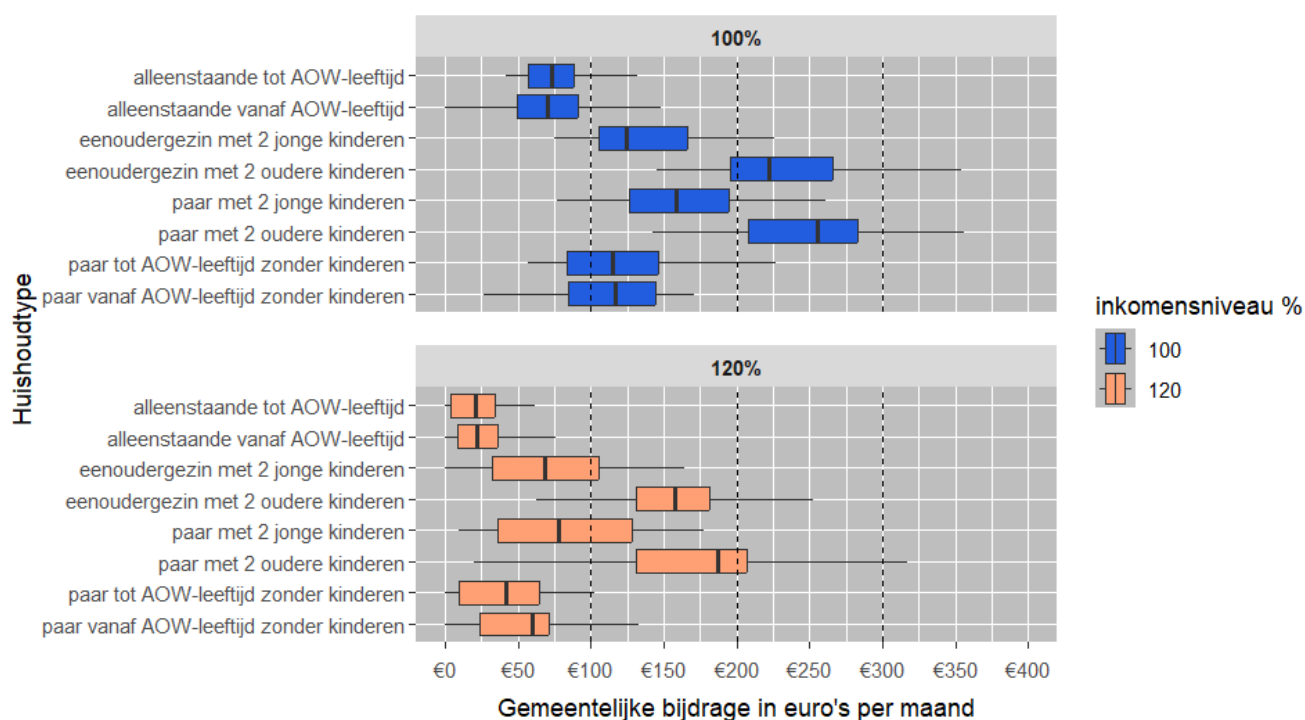 100%
alleenstaande tot AOW-leeftijd
alleenstaande vanaf AOW-leeftijd
eenoudergezin met 2 jonge kinderen
eenoudergezin met 2 oudere kinderen
paar met 2 jonge kinderen
paar met 2 oudere kinderen
paar tot AOW-leeftijd zonder kinderen
paar vanaf AOW-leeftijd zonder kinderen
Huishoudtype
120%
alleenstaande tot AOW-leeftijd
alleenstaande vanaf AOW-leeftijd
eenoudergezin met 2 jonge kinderen
eenoudergezin met 2 oudere kinderen
paar met 2 jonge kinderen
paar met 2 oudere kinderen
paar tot AOW-leeftijd zonder kinderen
paar vanaf AOW-leeftijd zonder kinderen
€0 €50 €100 €150 €200 €250 €300 €350 €400
Gemeentelijke bijdrage in euro's per maand
inkomensniveau %
100
120